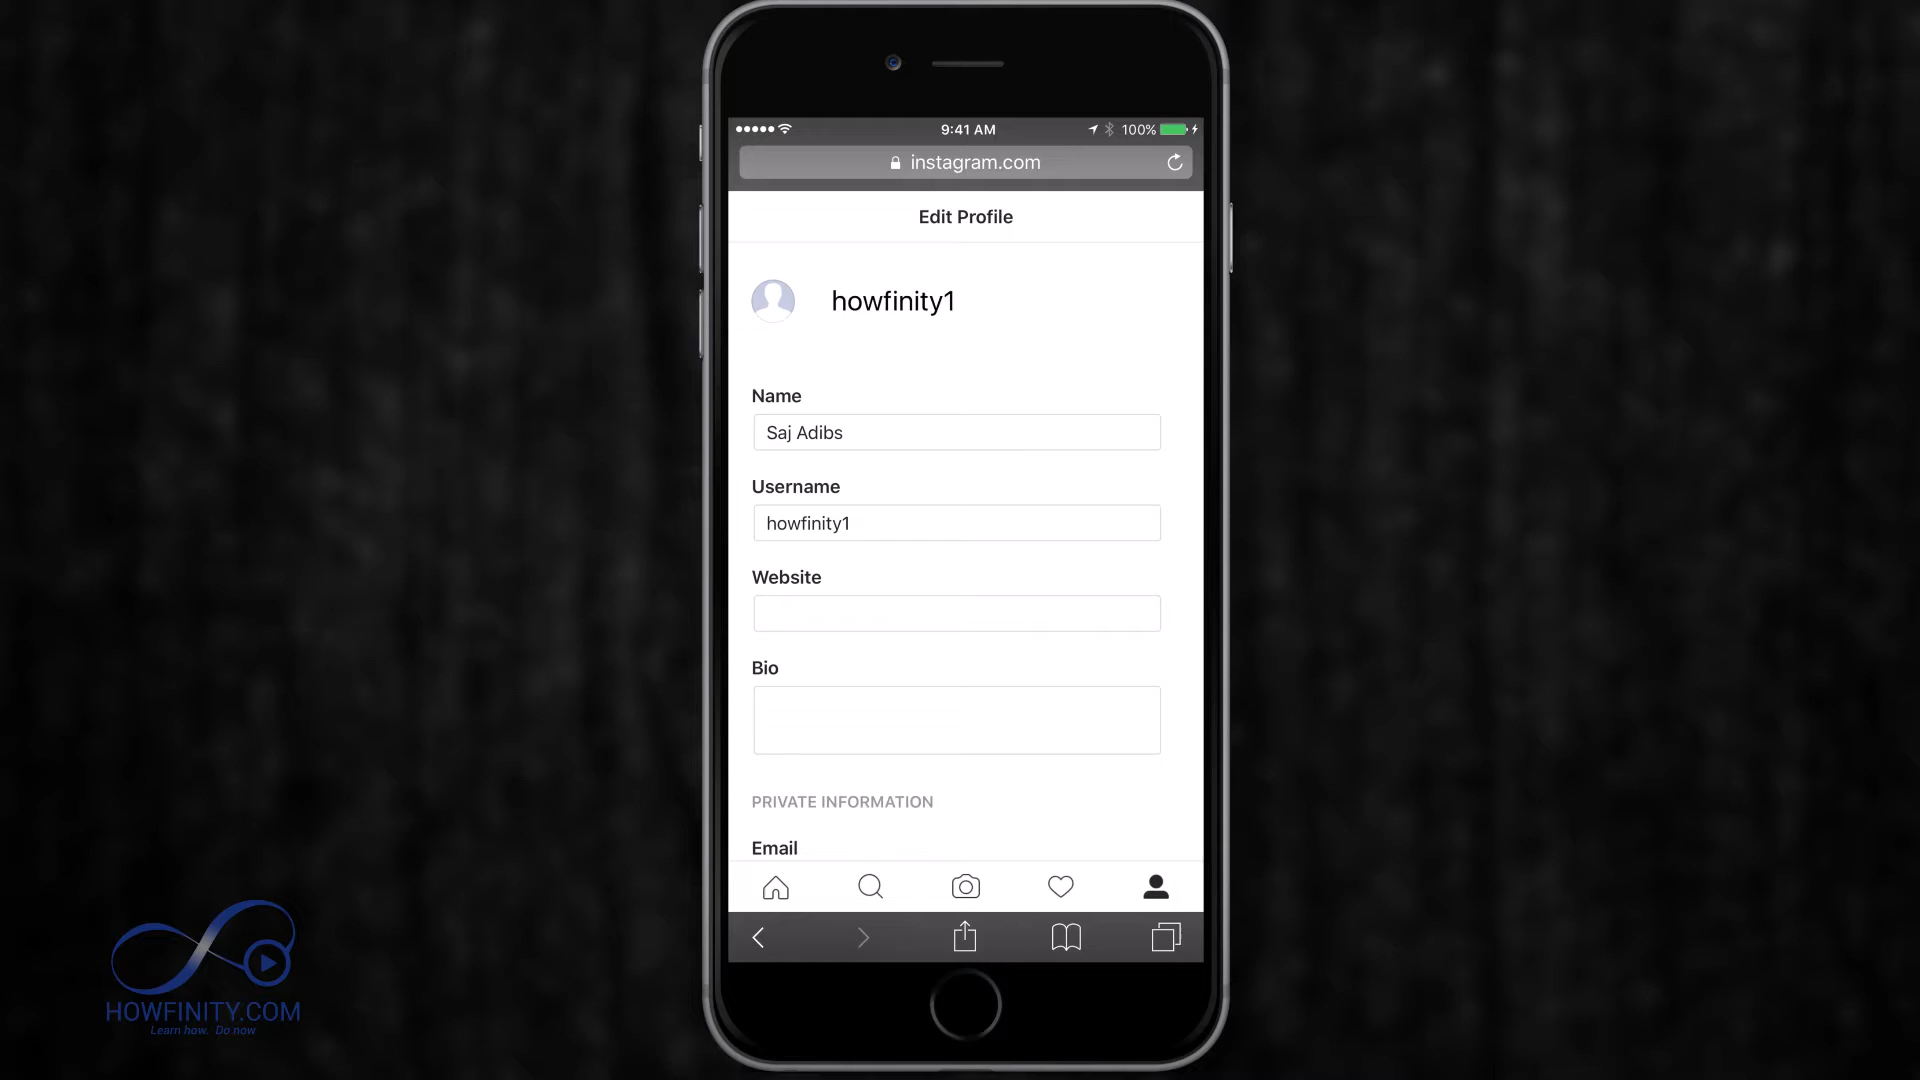 9:41 AM
100%
instagram.com
Edit Profile
howfinity1
Name
Saj Adibs
Username
howfinity1
Website
Bio
PRIVATE INFORMATION
Email
HOWFINITY.COM
Learn how. Do now